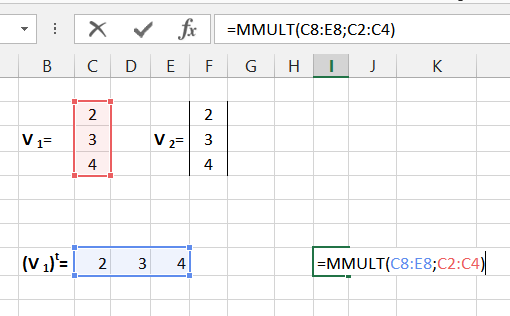 =MMULT(C8:E8;C2:C4)
B C D E F G H I J K
2 2
V 1= 3 V 2= 3
4 4
(V 1)t= 2 3 4 =MMULT(C8:E8;C2:C4)